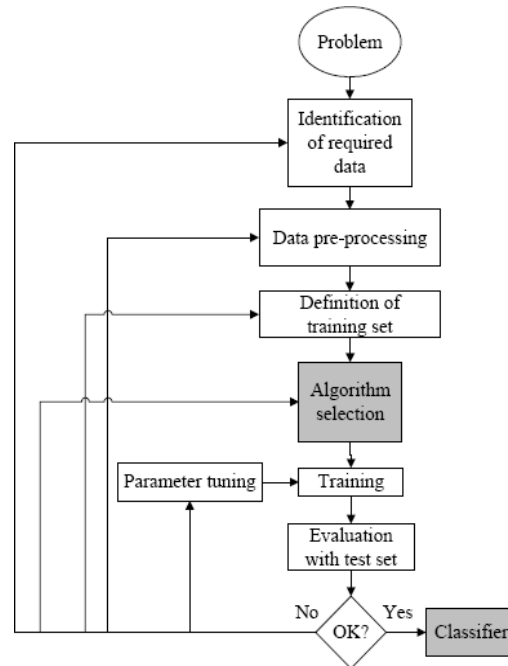 Problem
Identification
of required
data
Data pre-processing
Definition of
training set
Algorithm
selection
Parameter tuning
Training
Evaluation
with test set
No
OK?
Yes
Classifier